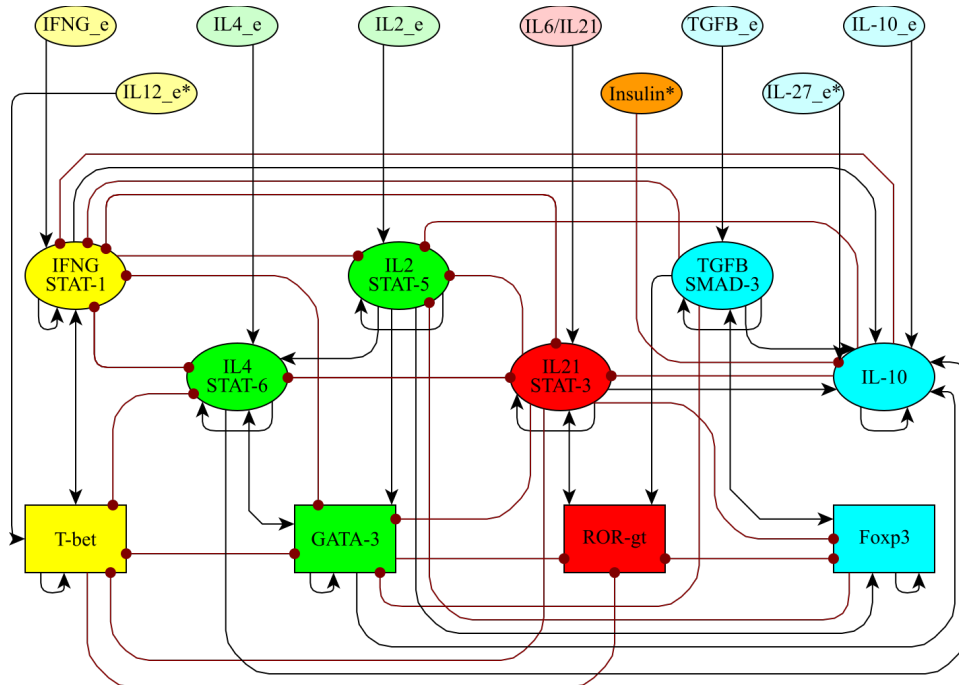 IFNG_e
IL4_e
IL2_e
IL6/IL21
TGFB_e
IL-10_e
IL12_e*
Insulin*
IL-27_e*
IFNG
STAT-1
IL2
STAT-5
TGFB
SMAD-3
IL4
STAT-6
IL21
STAT-3
IL-10
T-bet
GATA-3
ROR-gt
Foxp3